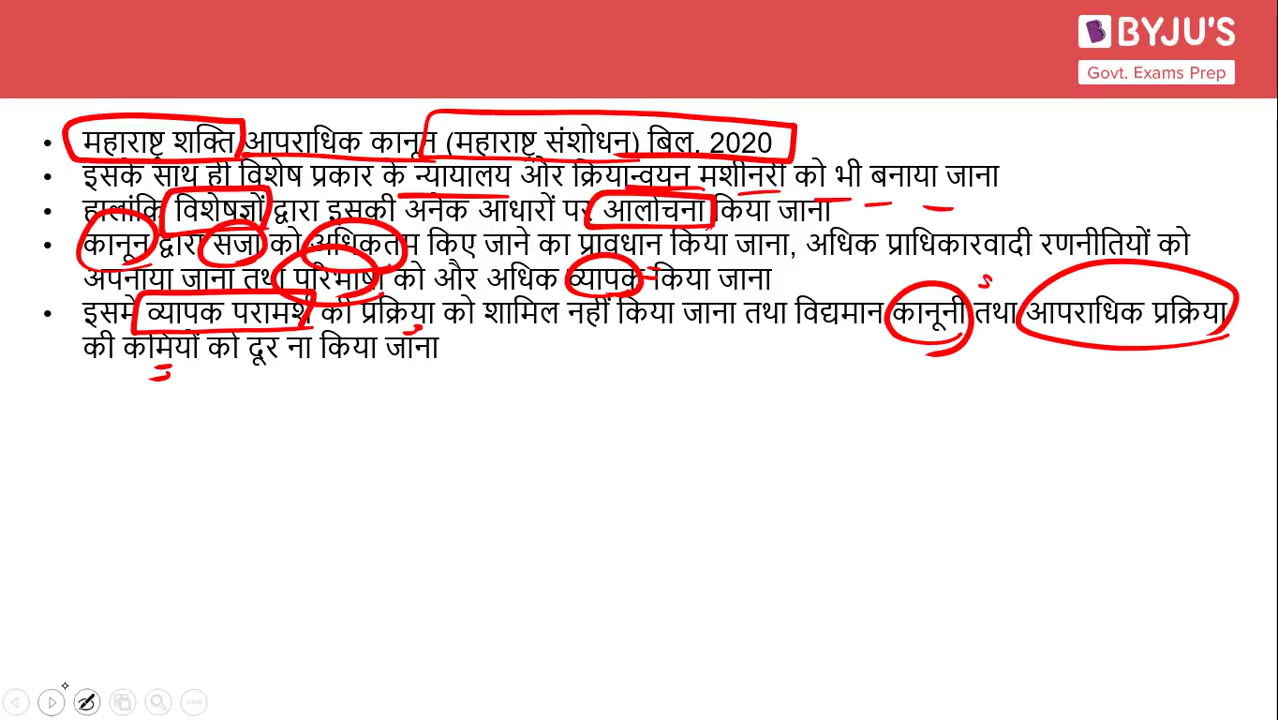 BYJU'S
Govt. Exams Prep
• महाराष्ट्र शक्ति आपराधिक कानून (महाराष्ट्र संशोधन) बिल, 2020
• इसके साथ ही विशेष प्रकार के न्यायालय और क्रियान्वयन मशीनरी को भी बनाया जाना
• हालांकि विशेषज्ञों द्वारा इसकी अनेक आधारों पर आलोचना किया जाना
• कानून द्वारा सजा को अधिकतम किए जाने का प्रावधान किया जाना, अधिक प्राधिकारवादी रणनीतियों को
अपनाया जाना तथा परिभाषा को और अधिक व्यापक किया जाना
• इसमे व्यापक परामर्श की प्रक्रिया को शामिल नहीं किया जाना तथा विद्यमान कानूनी तथा आपराधिक प्रक्रिया
की कमियों को दूर ना किया जाना